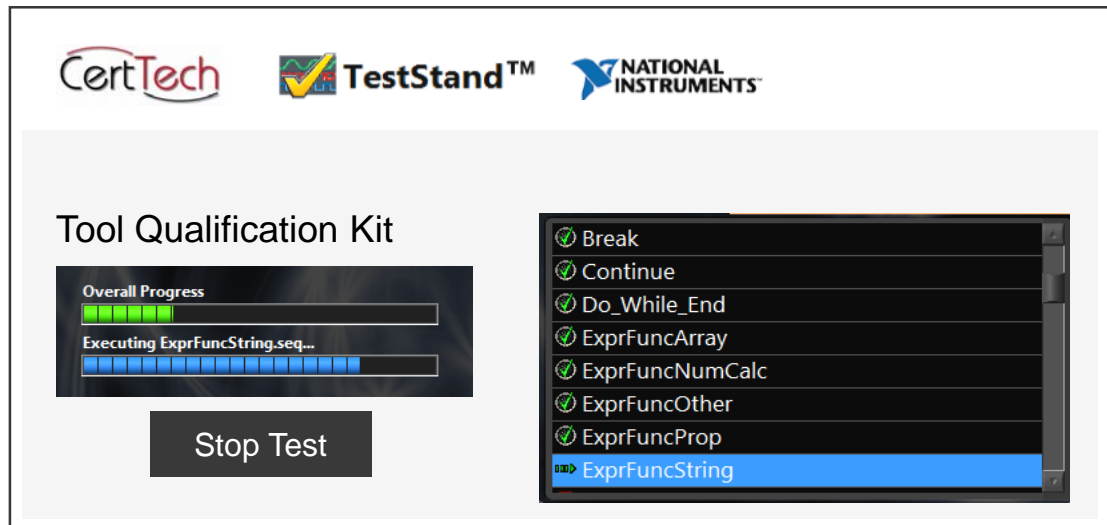 CertTech
TestStand™
NATIONAL
INSTRUMENTS™
Tool Qualification Kit
Overall Progress
Executing ExprFuncString.seq...
Stop Test
Break
Continue
Do_While_End
ExprFuncArray
ExprFuncNumCalc
ExprFuncOther
ExprFuncProp
ExprFuncString